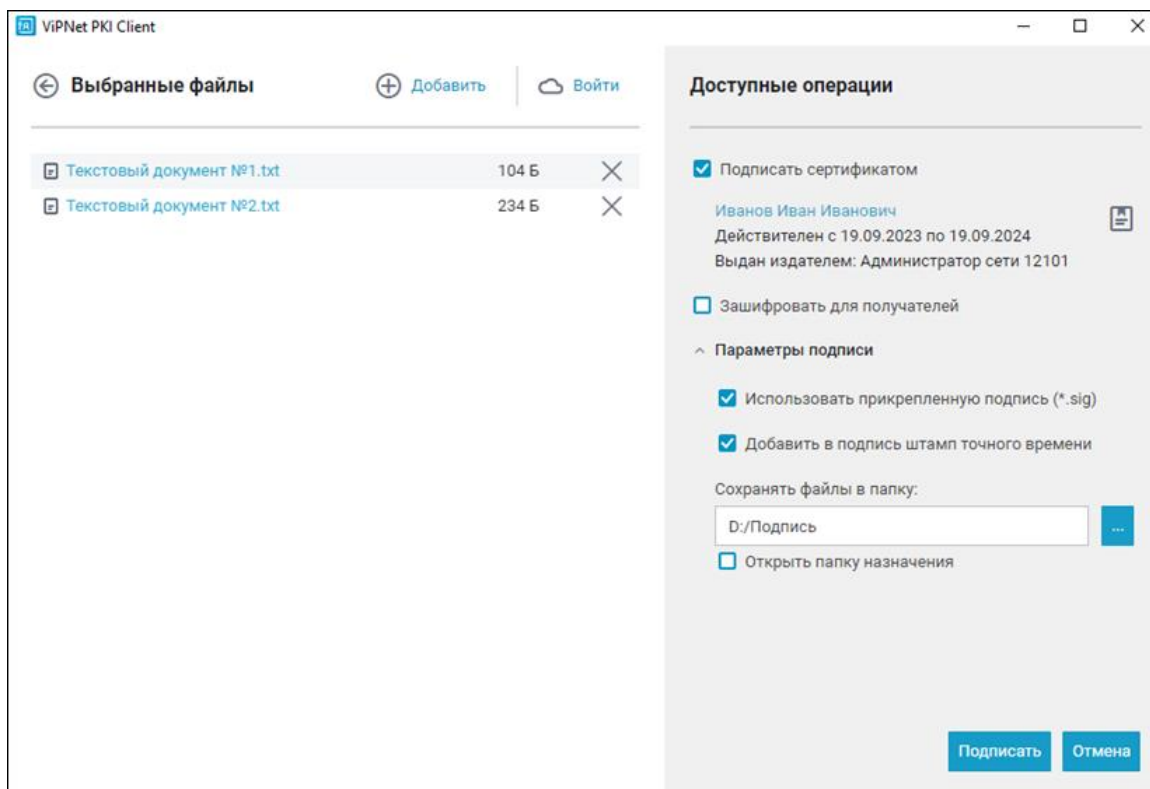 ViPNet PKI Client
Выбранные файлы
Добавить
Войти
Текстовый документ №1.txt 104 Б
Текстовый документ №2.txt 234 Б
Доступные операции
Подписать сертификатом
Иванов Иван Иванович
Действителен с 19.09.2023 по 19.09.2024
Выдан издателем: Администратор сети 12101
Зашифровать для получателей
Параметры подписи
Использовать прикрепленную подпись (*.sig)
Добавить в подпись штамп точного времени
Сохранять файлы в папку:
D:/Подпись
...
Открыть папку назначения
Подписать
Отмена